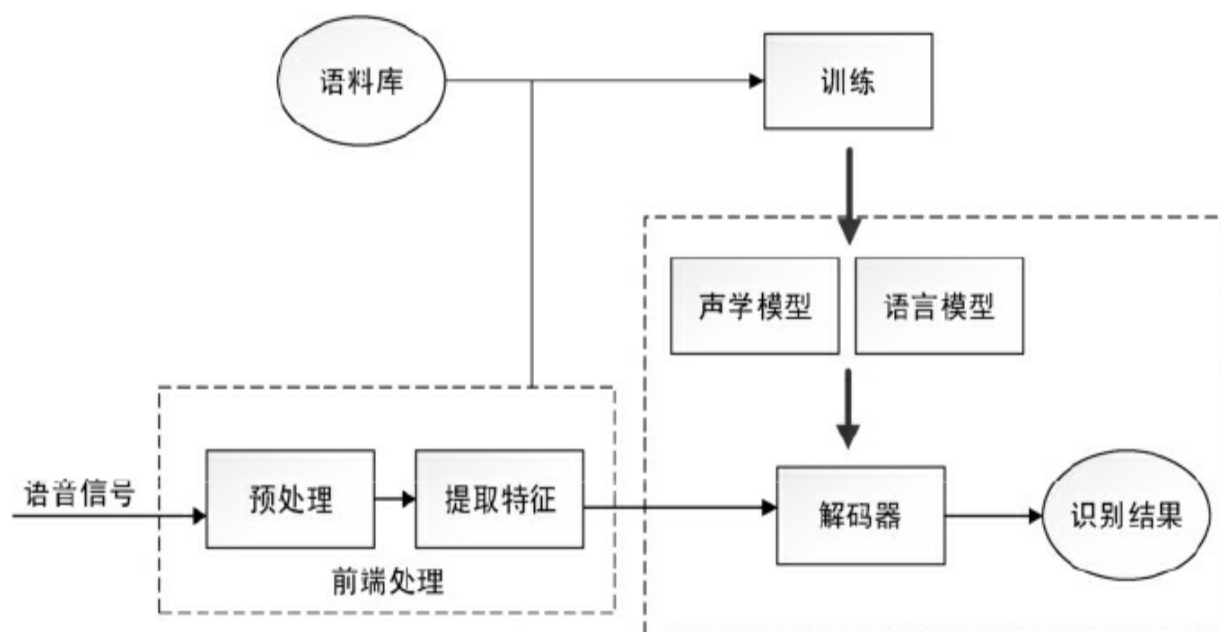 语料库
训练
声学模型
语言模型
语音信号
预处理
提取特征
解码器
识别结果
前端处理